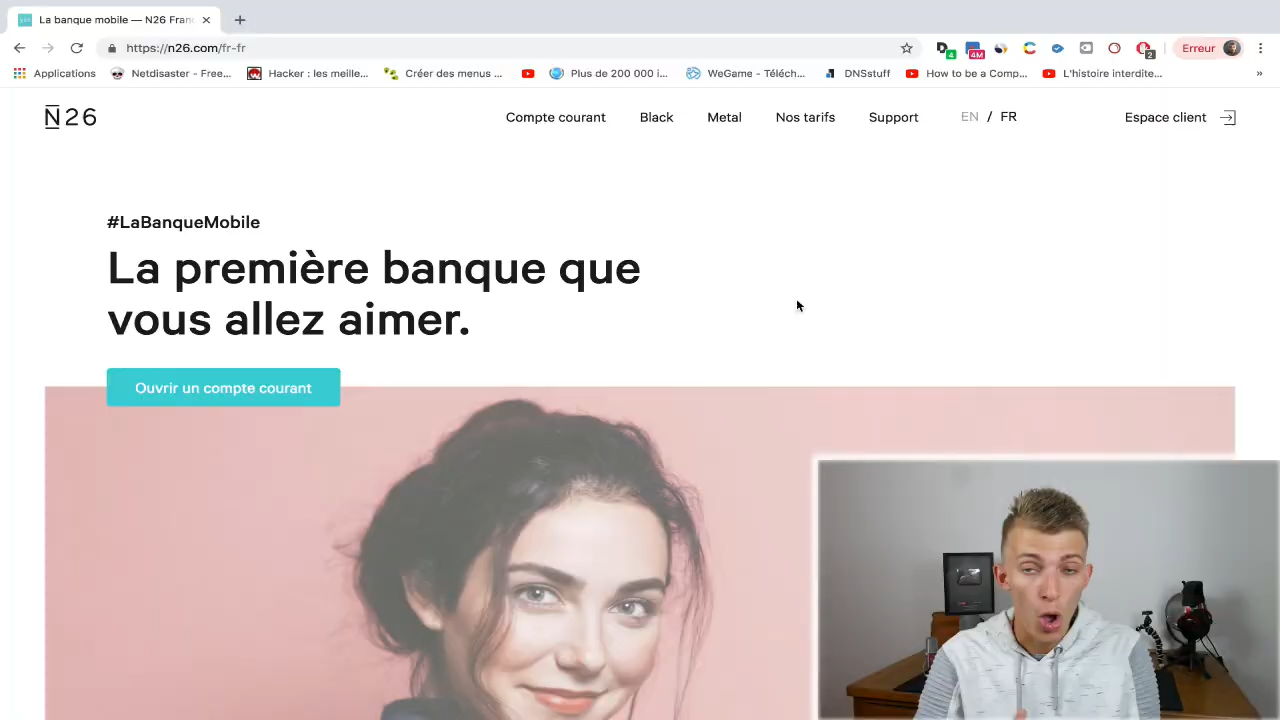 La banque mobile — N26 Fran
https://n26.com/fr-fr
4
4M
2
Erreur
Applications
Netdisaster - Free...
Hacker : les meille...
Créer des menus ...
Plus de 200 000 i...
WeGame - Téléch...
DNSstuff
How to be a Comp...
L'histoire interdite...
»
N26
Compte courant
Black
Metal
Nos tarifs
Support
EN / FR
Espace client
#LaBanqueMobile
La première banque que
vous allez aimer.
Ouvrir un compte courant